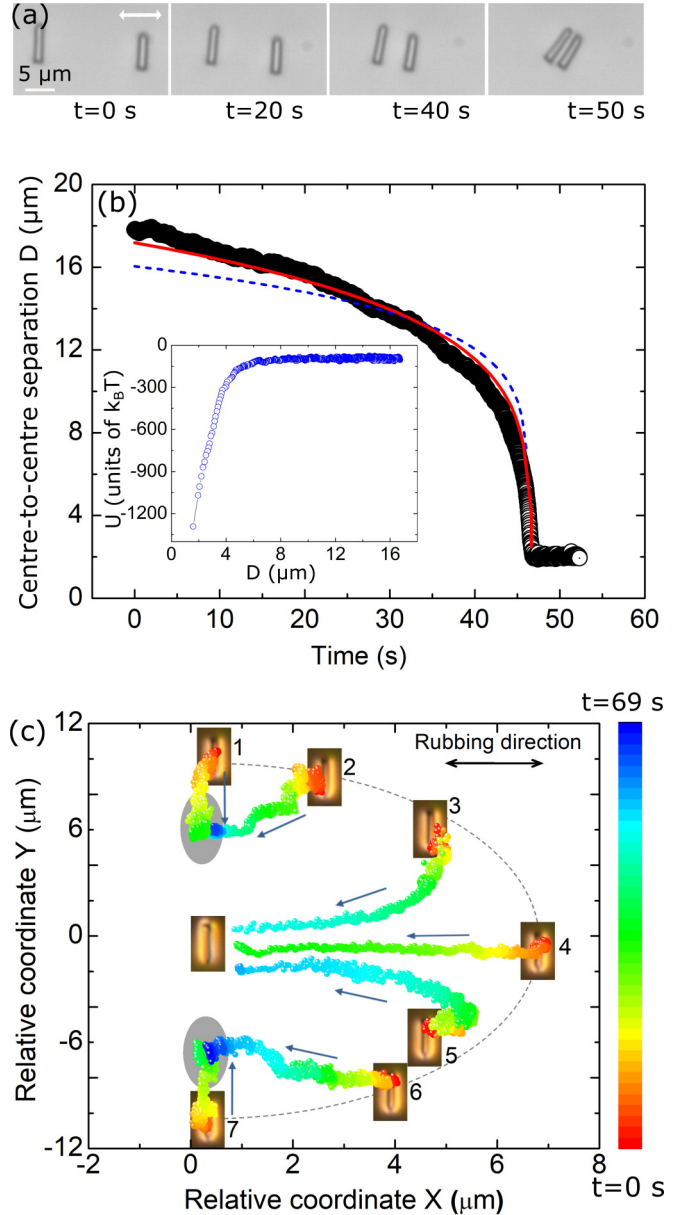 (a)
5 μm
t=0 s t=20 s t=40 s t=50 s
(b)
20
16
12
8
4
0
Centre-to-centre separation D (μm)
0 10 20 30 40 50 60
Time (s)
0
-300
-600
-900
-1200
U (units of kBT)
0 4 8 12 16
D (μm)
(c)
t=69 s
12
6
0
-6
-12
Relative coordinate Y (μm)
Rubbing direction
1
2
3
4
5
6
7
-2 0 2 4 6 8
Relative coordinate X (μm)
t=0 s